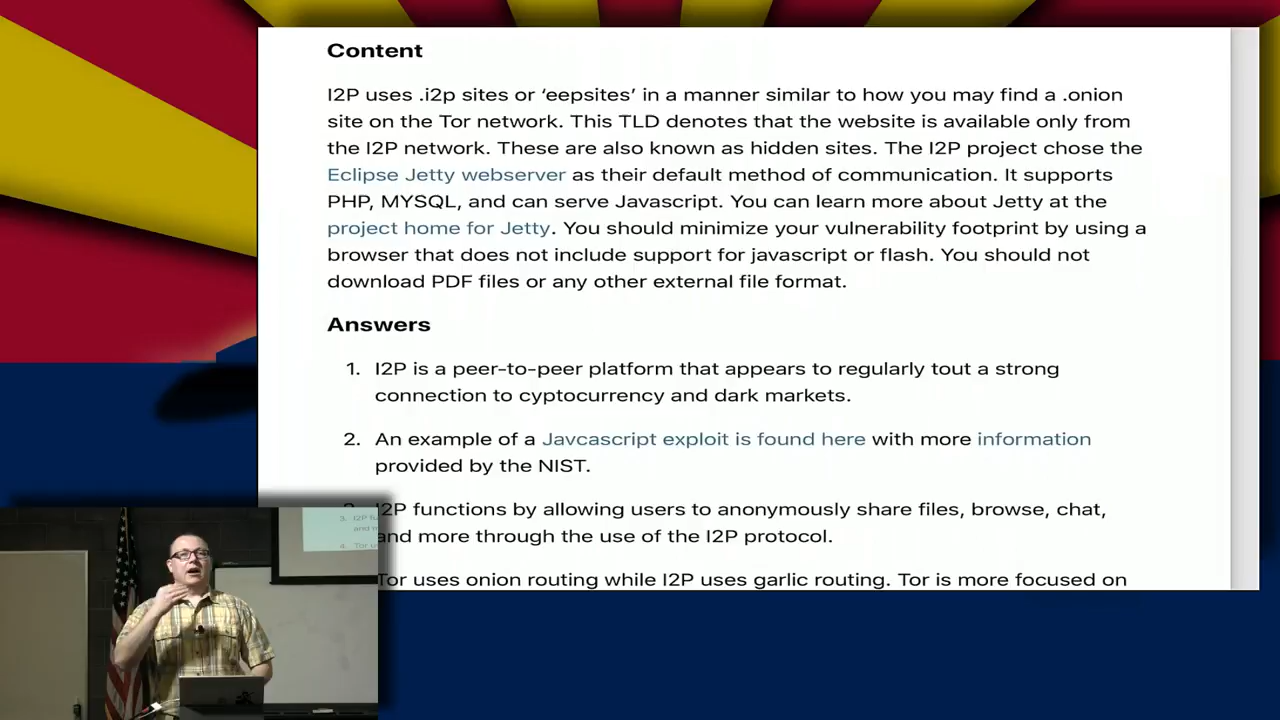 Content
I2P uses .i2p sites or ‘eepsites’ in a manner similar to how you may find a .onion
site on the Tor network. This TLD denotes that the website is available only from
the I2P network. These are also known as hidden sites. The I2P project chose the
Eclipse Jetty webserver as their default method of communication. It supports
PHP, MYSQL, and can serve Javascript. You can learn more about Jetty at the
project home for Jetty. You should minimize your vulnerability footprint by using a
browser that does not include support for javascript or flash. You should not
download PDF files or any other external file format.
Answers
1. I2P is a peer-to-peer platform that appears to regularly tout a strong
connection to cyptocurrency and dark markets.
2. An example of a Javcascript exploit is found here with more information
provided by the NIST.
3. I2P functions by allowing users to anonymously share files, browse, chat,
and more through the use of the I2P protocol.
Tor uses onion routing while I2P uses garlic routing. Tor is more focused on
3. I2P fu
and m
4. Tor us